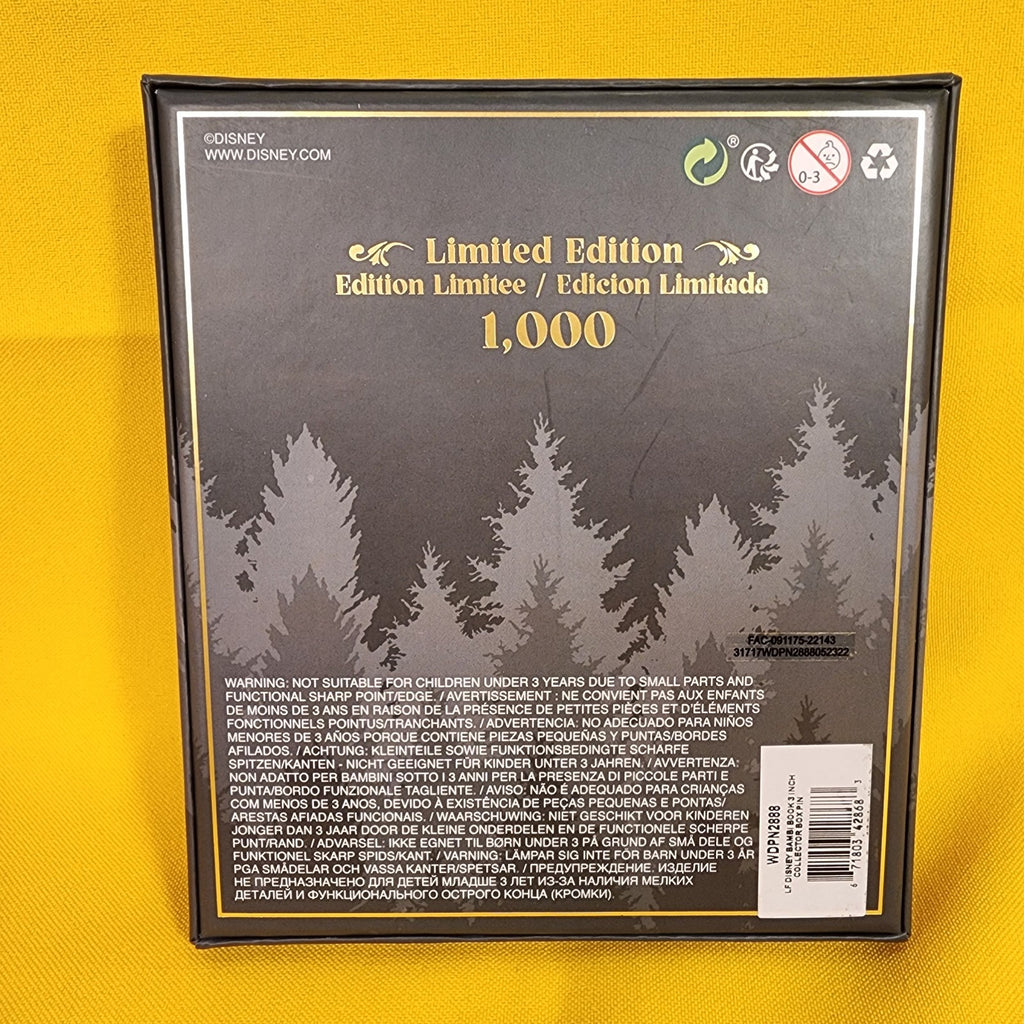 ©DISNEY
WWW.DISNEY.COM
®
0-3
Limited Edition
Edition Limitee / Edicion Limitada
1,000
FAC-091175-22143
31717WDPN2888052322
WARNING: NOT SUITABLE FOR CHILDREN UNDER 3 YEARS DUE TO SMALL PARTS AND
FUNCTIONAL SHARP POINT/EDGE. / AVERTISSEMENT : NE CONVIENT PAS AUX ENFANTS
DE MOINS DE 3 ANS EN RAISON DE LA PRÉSENCE DE PETITES PIÈCES ET D'ÉLÉMENTS
FONCTIONNELS POINTUS/TRANCHANTS. / ADVERTENCIA: NO ADECUADO PARA NIÑOS
MENORES DE 3 AÑOS PORQUE CONTIENE PIEZAS PEQUEÑAS Y PUNTAS/BORDES
AFILADOS. / ACHTUNG: KLEINTEILE SOWIE FUNKTIONSBEDINGTE SCHARFE
SPITZEN/KANTEN - NICHT GEEIGNET FÜR KINDER UNTER 3 JAHREN. / AVVERTENZA:
NON ADATTO PER BAMBINI SOTTO I 3 ANNI PER LA PRESENZA DI PICCOLE PARTI E
PUNTA/BORDO FUNZIONALE TAGLIENTE. / AVISO: NÃO É ADEQUADO PARA CRIANÇAS
COM MENOS DE 3 ANOS, DEVIDO À EXISTÊNCIA DE PEÇAS PEQUENAS E PONTAS/
ARESTAS AFIADAS FUNCIONAIS. / WAARSCHUWING: NIET GESCHIKT VOOR KINDEREN
JONGER DAN 3 JAAR DOOR DE KLEINE ONDERDELEN EN DE FUNCTIONELE SCHERPE
PUNT/RAND. / ADVARSEL: IKKE EGNET TIL BØRN UNDER 3 PÅ GRUND AF SMÅ DELE OG
FUNKTIONEL SKARP SPIDS/KANT. / VARNING: LÄMPAR SIG INTE FÖR BARN UNDER 3 ÅR
PGA SMÅDELAR OCH VASSA KANTER/SPETSAR. / ПРЕДУПРЕЖДЕНИЕ. ИЗДЕЛИЕ
НЕ ПРЕДНАЗНАЧЕНО ДЛЯ ДЕТЕЙ МЛАДШЕ 3 ЛЕТ ИЗ-ЗА НАЛИЧИЯ МЕЛКИХ
ДЕТАЛЕЙ И ФУНКЦИОНАЛЬНОГО ОСТРОГО КОНЦА (КРОМКИ).
WDPN2888
LF DISNEY BAMBI BOOK 3 INCH
COLLECTOR BOX PIN
6 71803 42868 3